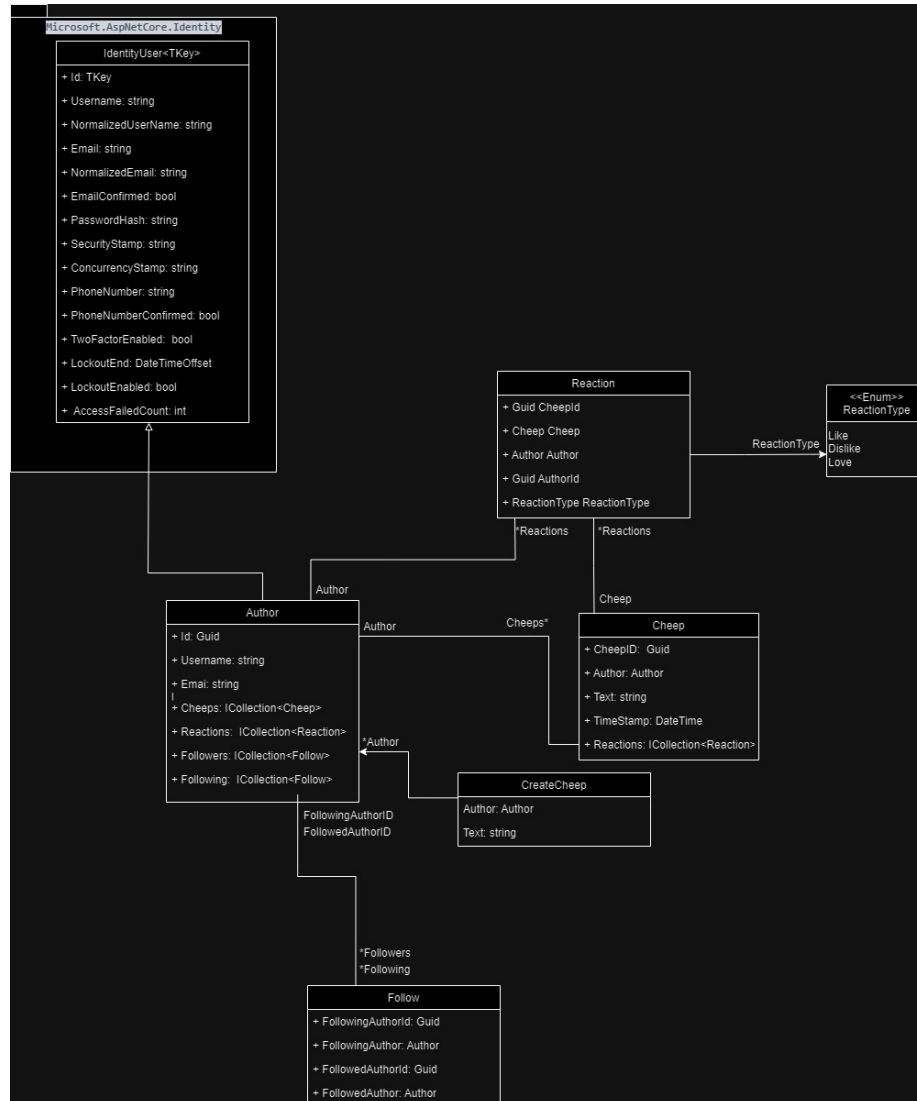 Microsoft.AspNetCore.Identity
IdentityUser<TKey>
+ Id: TKey
+ Username: string
+ NormalizedUserName: string
+ Email: string
+ NormalizedEmail: string
+ EmailConfirmed: bool
+ PasswordHash: string
+ SecurityStamp: string
+ ConcurrencyStamp: string
+ PhoneNumber: string
+ PhoneNumberConfirmed: bool
+ TwoFactorEnabled: bool
+ LockoutEnd: DateTimeOffset
+ LockoutEnabled: bool
+ AccessFailedCount: int
Reaction
+ Guid CheepId
+ Cheep Cheep
+ Author Author
+ Guid AuthorId
+ ReactionType ReactionType
ReactionType
<<Enum>>
ReactionType
Like
Dislike
Love
*Reactions
*Reactions
Author
Cheep
Author
+ Id: Guid
+ Username: string
+ Emai: string
l
+ Cheeps: ICollection<Cheep>
+ Reactions: ICollection<Reaction>
+ Followers: ICollection<Follow>
+ Following: ICollection<Follow>
Author
Cheeps*
Cheep
+ CheepID: Guid
+ Author: Author
+ Text: string
+ TimeStamp: DateTime
+ Reactions: ICollection<Reaction>
*Author
CreateCheep
Author: Author
Text: string
FollowingAuthorID
FollowedAuthorID
*Followers
*Following
Follow
+ FollowingAuthorId: Guid
+ FollowingAuthor: Author
+ FollowedAuthorId: Guid
+ FollowedAuthor: Author